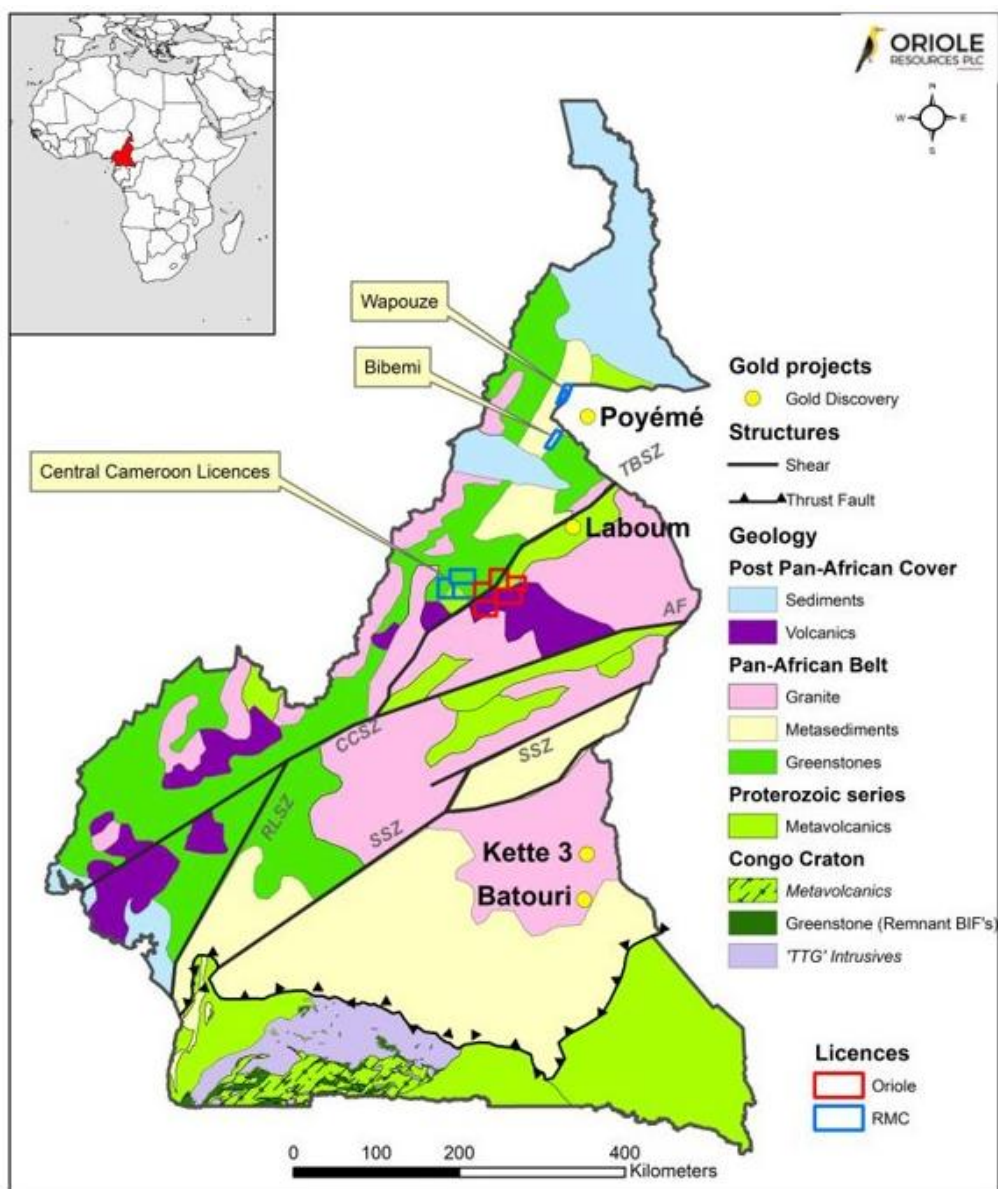 ORIOLE
RESOURCES PLC
N
W
E
S
Wapouze
Bibemi
Central Cameroon Licences
Poyémé
TBSZ
Laboum
AF
CCSZ
SSZ
RLSZ
SSZ
Kette 3
Batouri
Gold projects
Gold Discovery
Structures
Shear
Thrust Fault
Geology
Post Pan-African Cover
Sediments
Volcanics
Pan-African Belt
Granite
Metasediments
Greenstones
Proterozoic series
Metavolcanics
Congo Craton
Metavolcanics
Greenstone (Remnant BIF's)
'TTG' Intrusives
Licences
Oriole
RMC
0 100 200 400
Kilometers